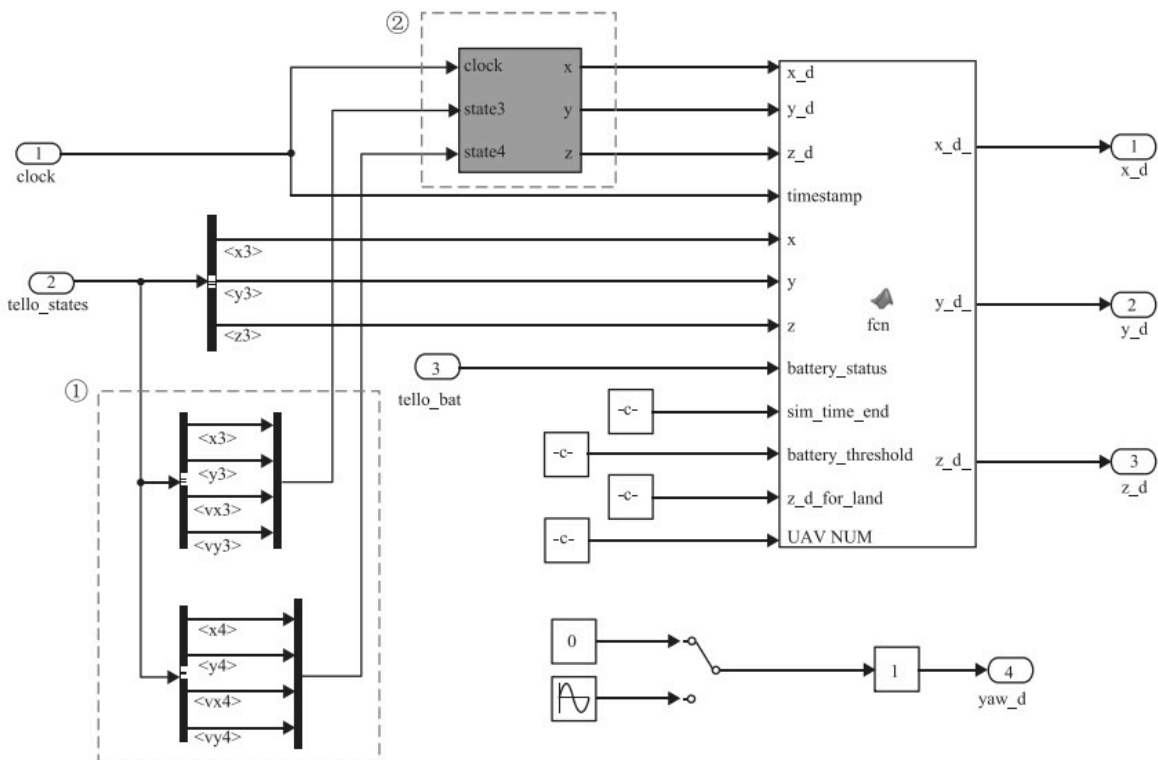 ②
clock x
state3 y
state4 z
x_d
y_d
z_d
timestamp
x
y
z
battery_status
sim_time_end
battery_threshold
z_d_for_land
UAV NUM
fcn
x_d_
y_d_
z_d_
1
clock
2
tello_states
<x3>
<y3>
<z3>
3
tello_bat
-c-
-c-
-c-
-c-
1
x_d
2
y_d
3
z_d
①
<x3>
<y3>
<vx3>
<vy3>
<x4>
<y4>
<vx4>
<vy4>
0
1
4
yaw_d